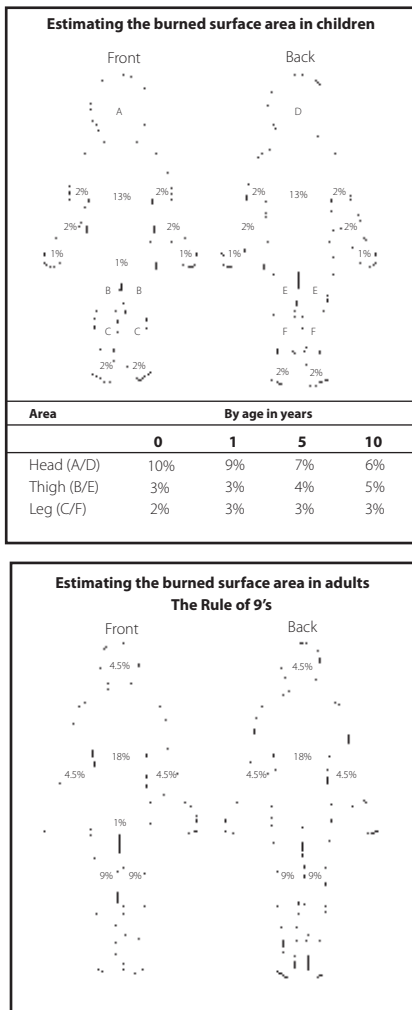 Estimating the burned surface area in children
Front Back
A D
2% 13% 2% 2% 13% 2%
2% 2% 2% 2%
1% 1% 1% 1%
1%
B B E E
C C F F
2% 2% 2% 2%
Area By age in years
0 1 5 10
Head (A/D) 10% 9% 7% 6%
Thigh (B/E) 3% 3% 4% 5%
Leg (C/F) 2% 3% 3% 3%
Estimating the burned surface area in adults
The Rule of 9's
Front Back
4.5% 4.5%
18% 18%
4.5% 4.5% 4.5% 4.5%
1%
9% 9% 9% 9%